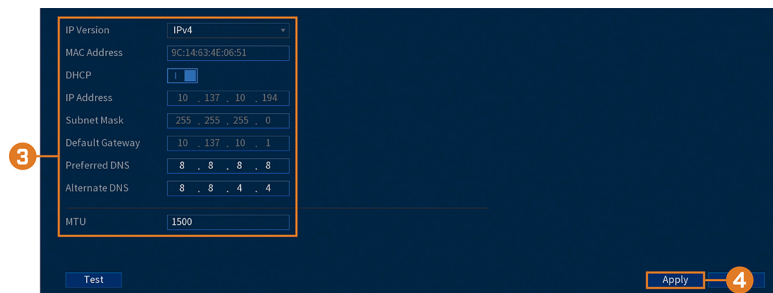 IP Version IPv4
MAC Address 9C:14:63:4E:06:51
DHCP
IP Address 10 . 137 . 10 . 194
Subnet Mask 255 . 255 . 255 . 0
3 Default Gateway 10 . 137 . 10 . 1
Preferred DNS 8 . 8 . 8 . 8
Alternate DNS 8 . 8 . 4 . 4
MTU 1500
Test Apply 4